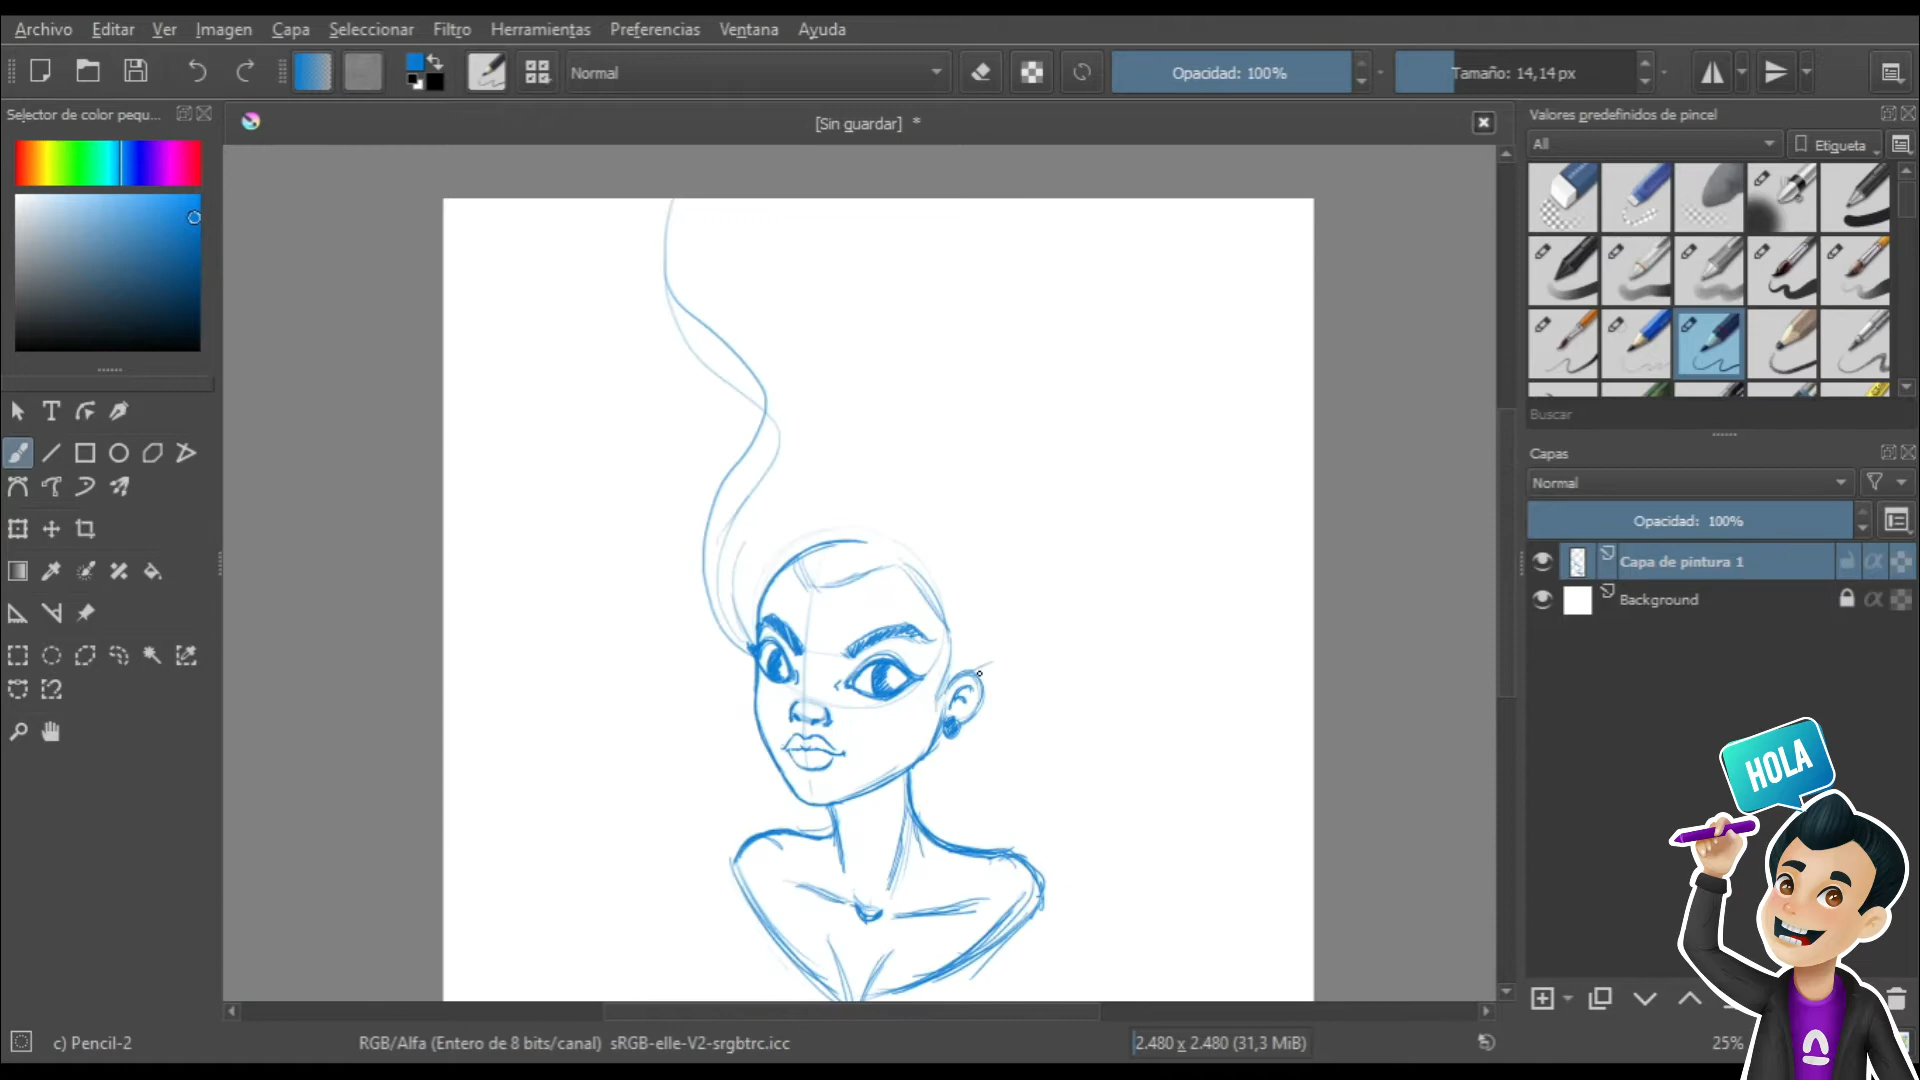 Archivo Editar Ver Imagen Capa Seleccionar Filtro Herramientas Preferencias Ventana Ayuda
Normal
Opacidad: 100%
Tamaño: 14,14 px
Selector de color pequ...
[Sin guardar] *
Valores predefinidos de pincel
All
Etiqueta
Buscar
Capas
Normal
Opacidad: 100%
Capa de pintura 1
Background
HOLA
c) Pencil-2
RGB/Alfa (Entero de 8 bits/canal) sRGB-elle-V2-srgbtrc.icc
2.480 x 2.480 (31,3 MiB)
25%